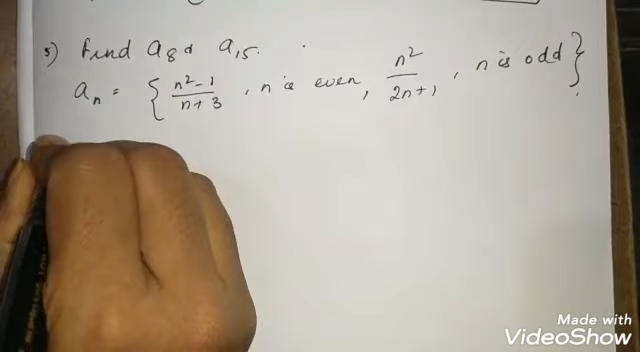 5) Find a8 & a15.
an = { n²-1/n+3 , n is even, n²/2n+1 , n is odd }
Made with
VideoShow